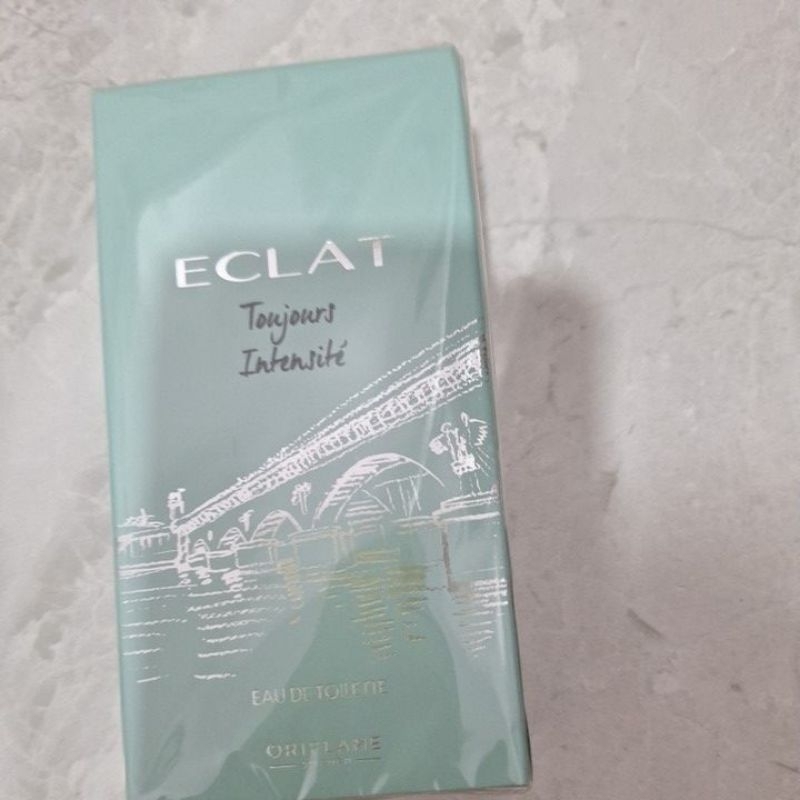 ECLAT
Toujours
Intensité
EAU DE TOILETTE
ORIFLAME